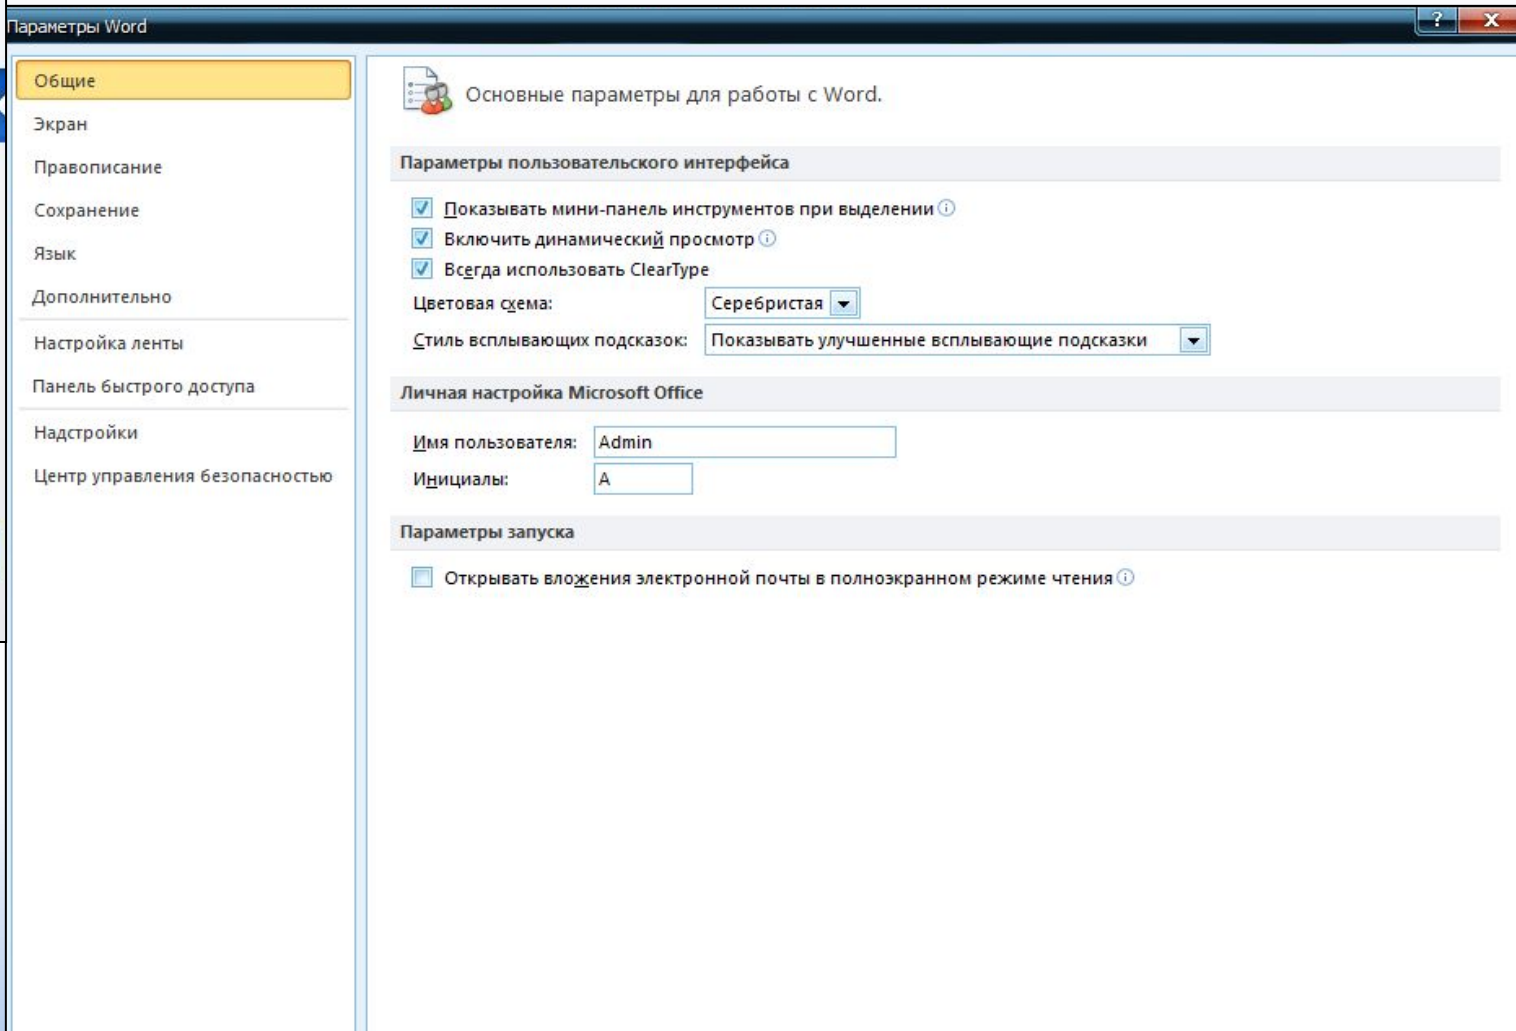 Параметры Word
Общие
Экран
Правописание
Сохранение
Язык
Дополнительно
Настройка ленты
Панель быстрого доступа
Надстройки
Центр управления безопасностью
Основные параметры для работы с Word.
Параметры пользовательского интерфейса
Показывать мини-панель инструментов при выделении
Включить динамический просмотр
Всегда использовать ClearType
Цветовая схема: Серебристая
Стиль всплывающих подсказок: Показывать улучшенные всплывающие подсказки
Личная настройка Microsoft Office
Имя пользователя: Admin
Инициалы: A
Параметры запуска
Открывать вложения электронной почты в полноэкранном режиме чтения